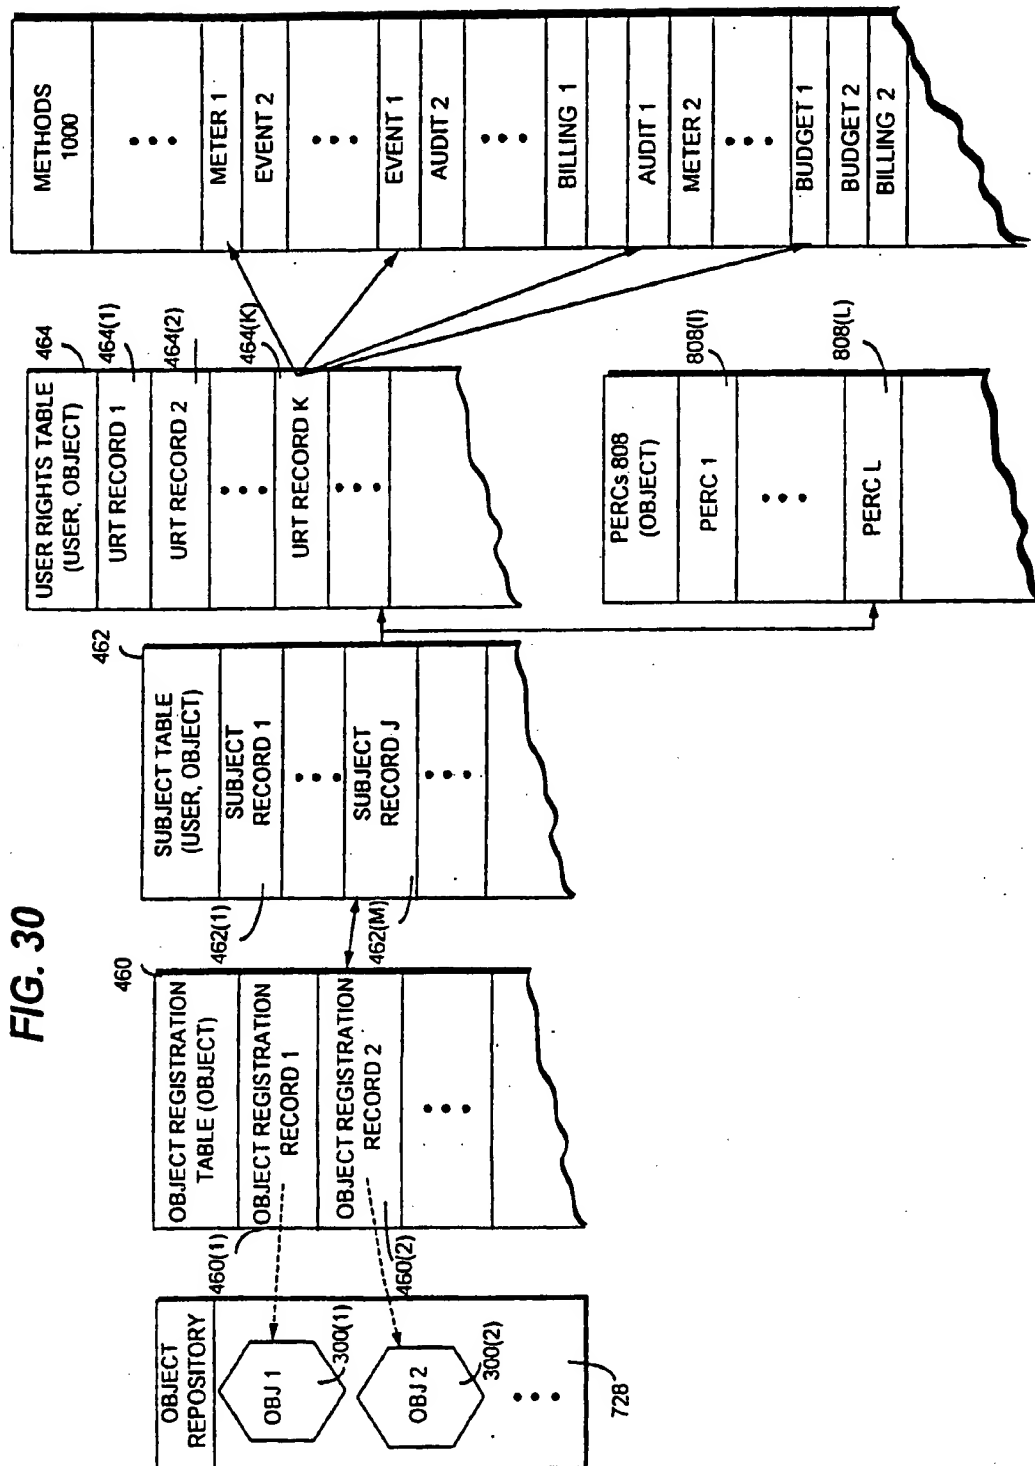 FIG. 30
OBJECT
REPOSITORY
OBJ 1
300(1)
OBJ 2
300(2)
728
460
OBJECT REGISTRATION
TABLE (OBJECT)
460(1)
OBJECT REGISTRATION
RECORD 1
OBJECT REGISTRATION
RECORD 2
460(2)
462
SUBJECT TABLE
(USER, OBJECT)
462(1)
SUBJECT
RECORD 1
SUBJECT
RECORD J
462(M)
USER RIGHTS TABLE
(USER, OBJECT)
464
URT RECORD 1
464(1)
URT RECORD 2
464(2)
URT RECORD K
464(K)
PERCs 808
(OBJECT)
PERC 1
808(I)
PERC L
808(L)
METHODS
1000
METER 1
EVENT 2
EVENT 1
AUDIT 2
BILLING 1
AUDIT 1
METER 2
BUDGET 1
BUDGET 2
BILLING 2